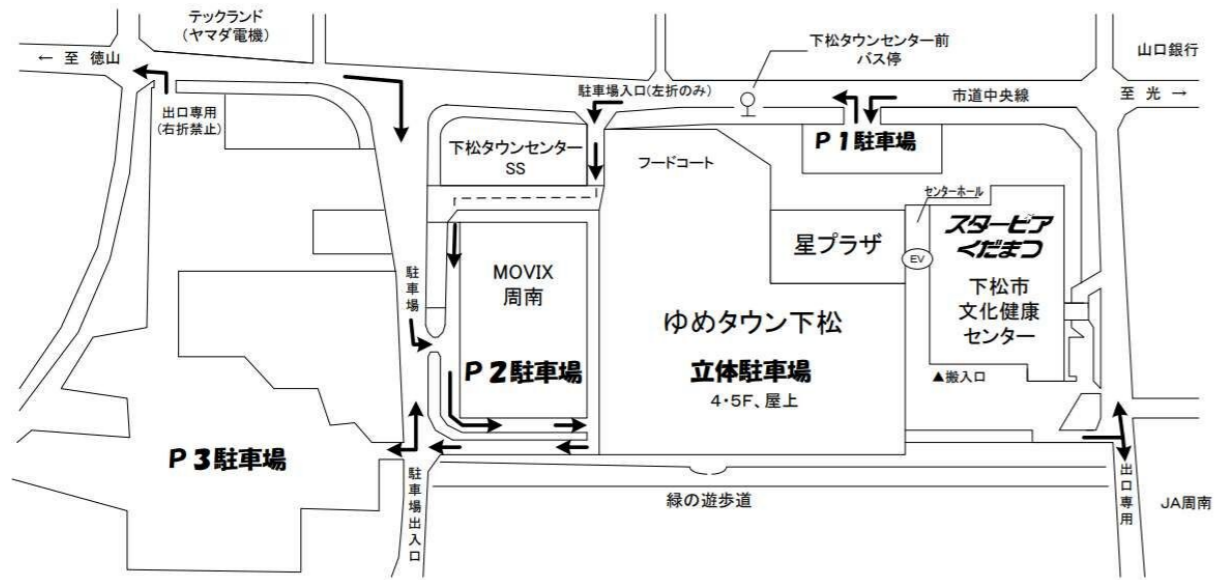 テックランド
(ヤマダ電機)
← 至 徳山
下松タウンセンター前
バス停
山口銀行
駐車場入口(左折のみ)
市道中央線
至 光 →
出口専用
(右折禁止)
下松タウンセンター
SS
フードコート
P1駐車場
センターホール
スターピア
くだまつ
星プラザ
EV
MOVIX
周南
駐車場
下松市
文化健康
センター
ゆめタウン下松
立体駐車場
4・5F、屋上
P2駐車場
▲搬入口
P3駐車場
駐車場出入口
緑の遊歩道
出口専用
JA周南